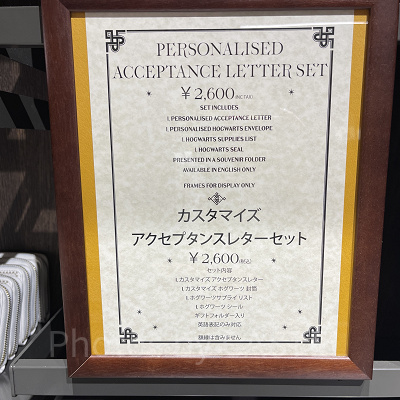 PERSONALISED
ACCEPTANCE LETTER SET
¥2,600(INC TAX)
SET INCLUDES
1. PERSONALISED ACCEPTANCE LETTER
1. PERSONALISED HOGWARTS ENVELOPE
1. HOGWARTS SUPPLIES LIST
1. HOGWARTS SEAL
PRESENTED IN A SOUVENIR FOLDER
AVAILABLE IN ENGLISH ONLY
FRAMES FOR DISPLAY ONLY
カスタマイズ
アクセプタンスレターセット
¥2,600(税込)
セット内容
1.カスタマイズ アクセプタンスレター
1.カスタマイズ ホグワーツ 封筒
1.ホグワーツサプライ リスト
1.ホグワーツ シール
ギフトフォルダー入り
英語表記のみ対応
額縁は含みません